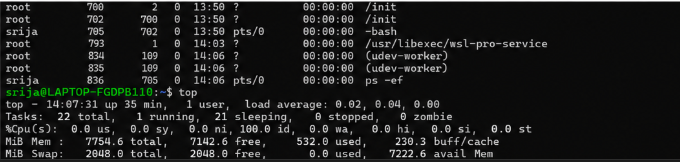 root 700 2 0 13:50 ? 00:00:00 /init
root 702 700 0 13:50 ? 00:00:00 /init
srija 705 702 0 13:50 pts/0 00:00:00 -bash
root 793 1 0 14:03 ? 00:00:00 /usr/libexec/wsl-pro-service
root 834 109 0 14:06 ? 00:00:00 (udev-worker)
root 835 109 0 14:06 ? 00:00:00 (udev-worker)
srija 836 705 0 14:06 pts/0 00:00:00 ps -ef
srija@LAPTOP-FGDPB110:~$ top
top - 14:07:31 up 35 min, 1 user, load average: 0.02, 0.04, 0.00
Tasks: 22 total, 1 running, 21 sleeping, 0 stopped, 0 zombie
%Cpu(s): 0.0 us, 0.0 sy, 0.0 ni, 100.0 id, 0.0 wa, 0.0 hi, 0.0 si, 0.0 st
MiB Mem : 7754.6 total, 7142.6 free, 532.0 used, 230.3 buff/cache
MiB Swap: 2048.0 total, 2048.0 free, 0.0 used, 7222.6 avail Mem